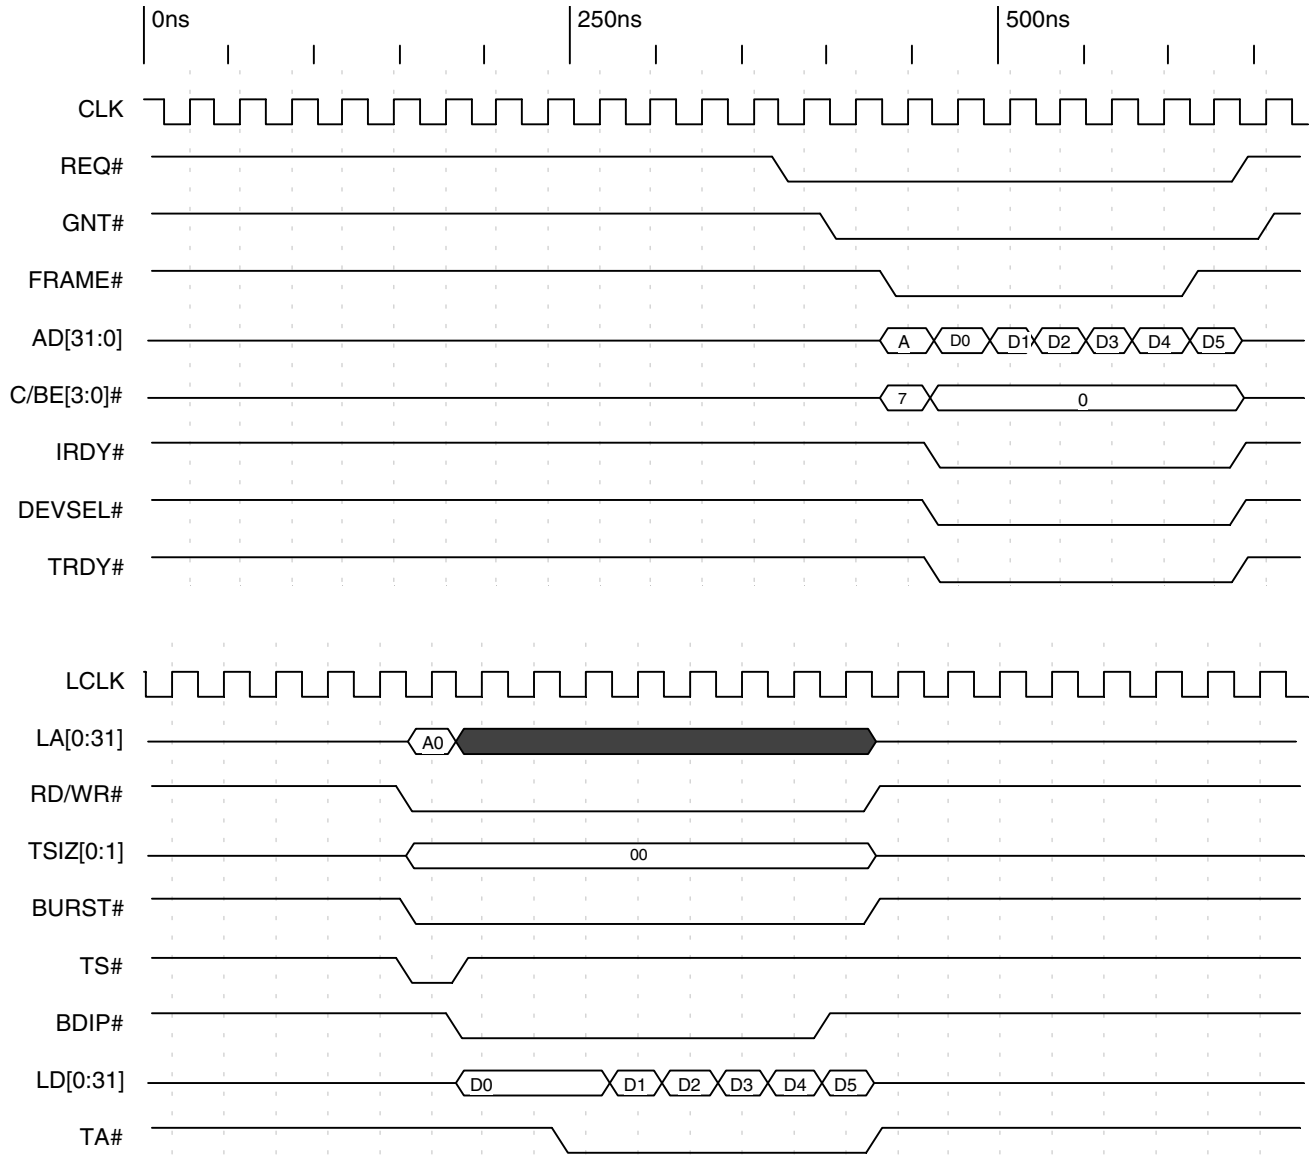 0ns 250ns 500ns
CLK
REQ#
GNT#
FRAME#
AD[31:0] A D0 D1 D2 D3 D4 D5
C/BE[3:0]# 7 0
IRDY#
DEVSEL#
TRDY#
LCLK
LA[0:31] A0
RD/WR#
TSIZ[0:1] 00
BURST#
TS#
BDIP#
LD[0:31] D0 D1 D2 D3 D4 D5
TA#